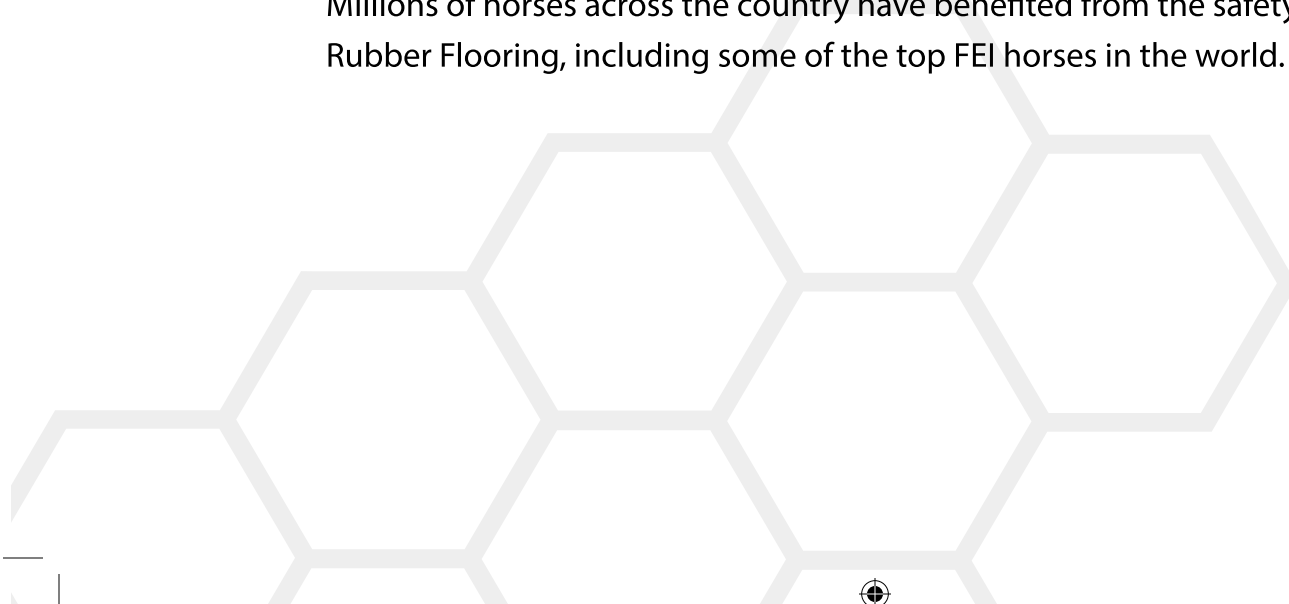 Millions of horses across the country have benefited from the safety
Rubber Flooring, including some of the top FEI horses in the world.